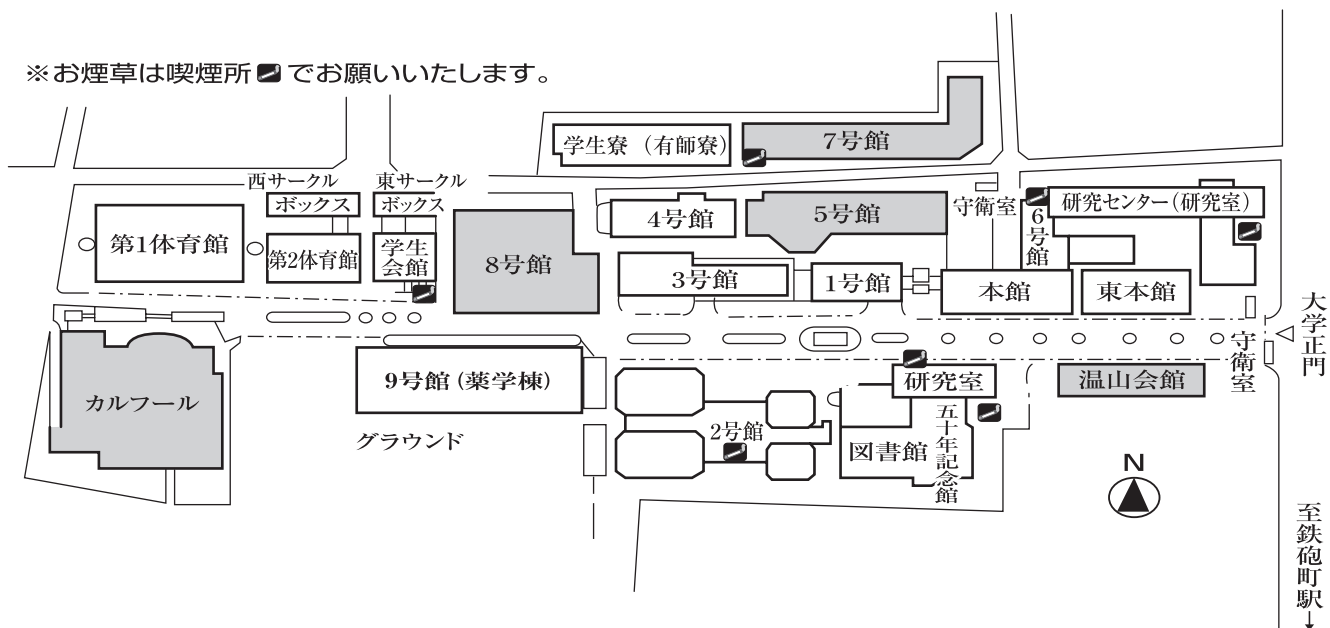 ※お煙草は喫煙所 でお願いいたします。
学生寮（有師寮）
7号館
西サークル
ボックス
東サークル
ボックス
4号館
5号館
守衛室
6号館
研究センター(研究室)
第1体育館
第2体育館
学生
会館
8号館
3号館
1号館
本館
東本館
大学正門
守衛室
カルフール
9号館(薬学棟)
研究室
温山会館
グラウンド
2号館
図書館
五十年記念館
N
至鉄砲町駅→